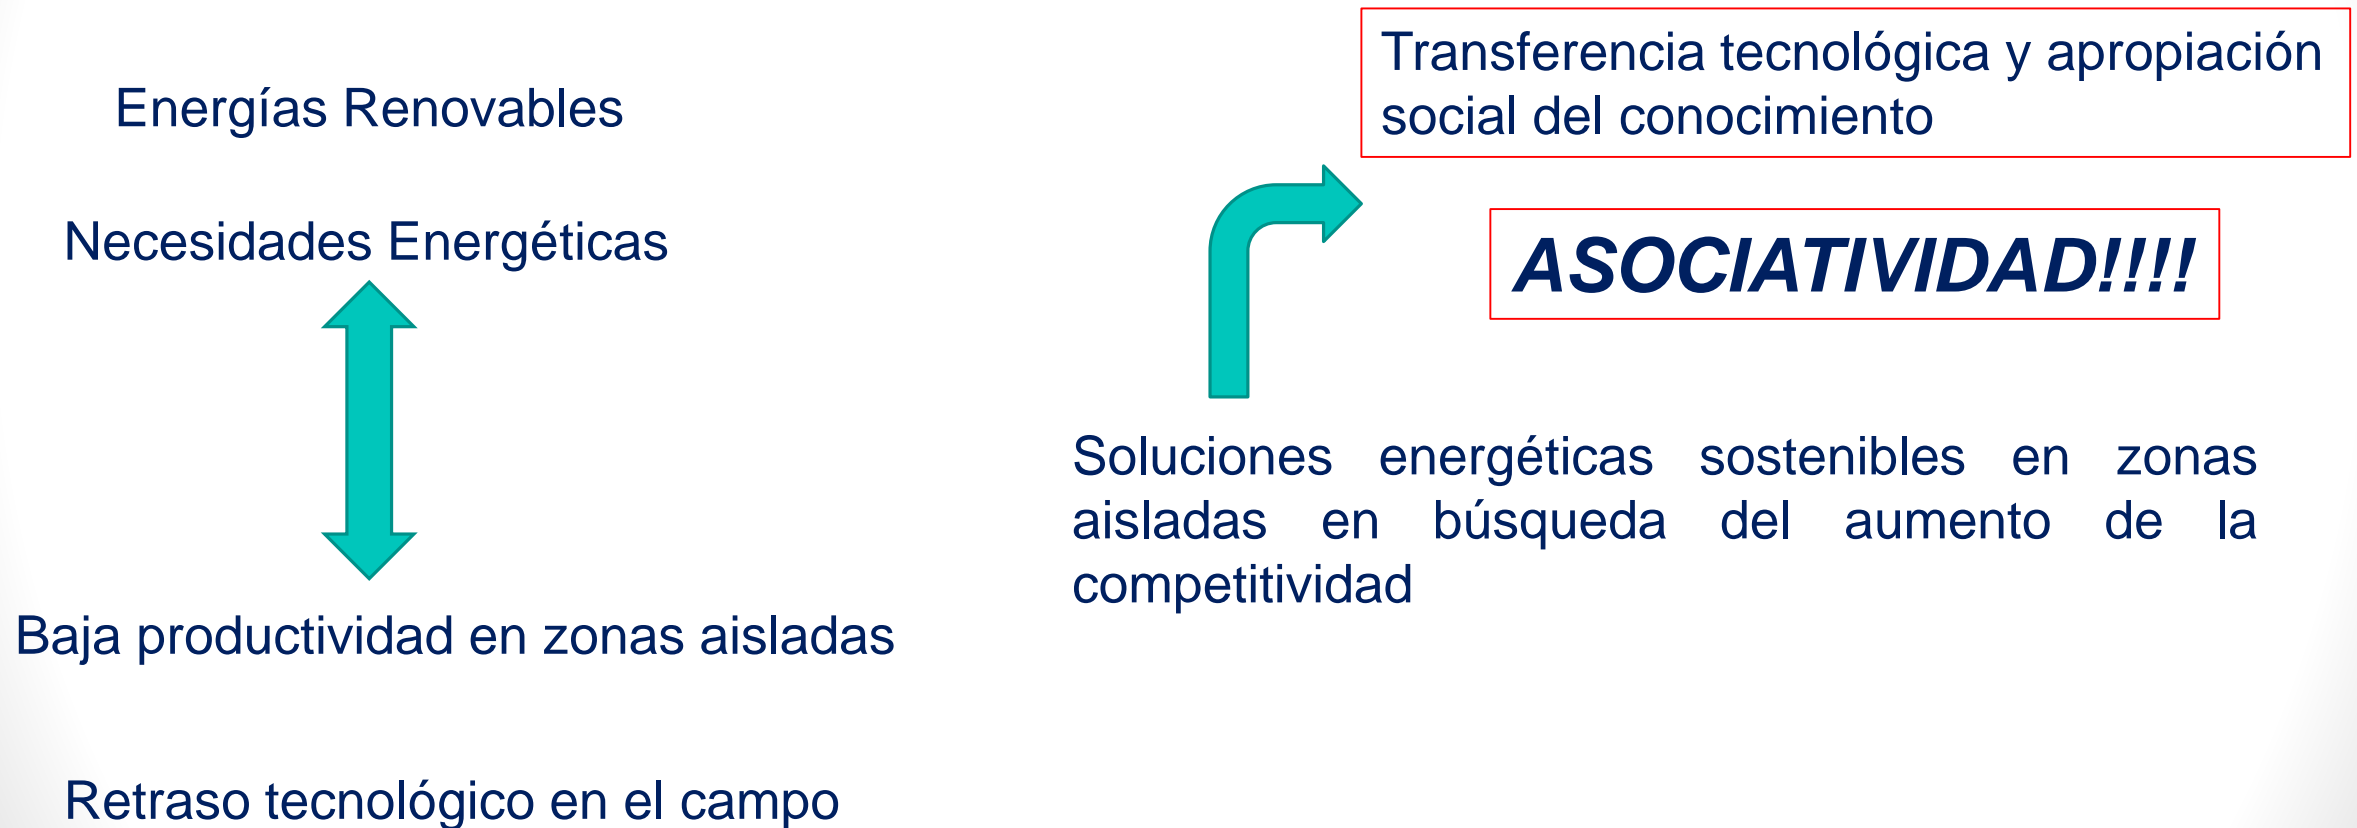 Energías Renovables
Necesidades Energéticas
Baja productividad en zonas aisladas
Retraso tecnológico en el campo
Transferencia tecnológica y apropiación
social del conocimiento
ASOCIATIVIDAD!!!!
Soluciones energéticas sostenibles en zonas
aisladas en búsqueda del aumento de la
competitividad